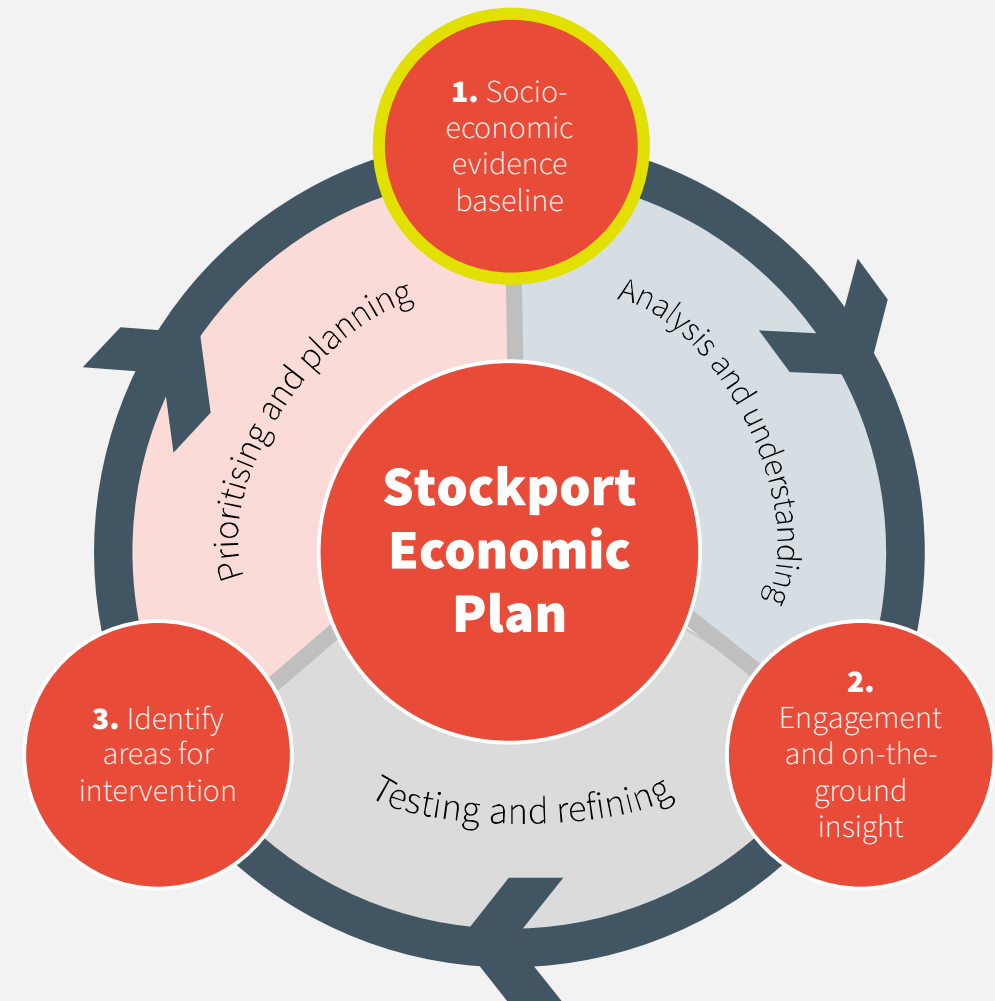 1. Socio-
economic
evidence
baseline
Analysis and understanding
2.
Engagement
and on-the-
ground
insight
Testing and refining
3. Identify
areas for
intervention
Prioritising and planning
Stockport
Economic
Plan